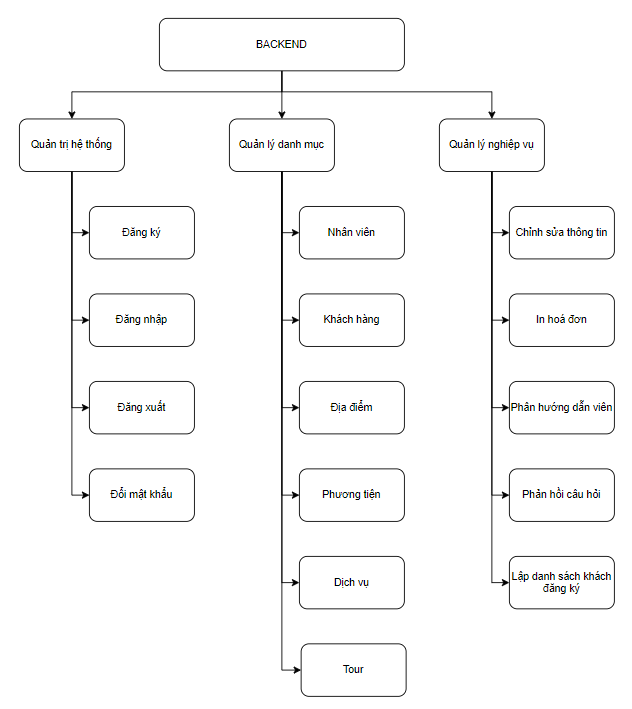 BACKEND
Quản trị hệ thống
Quản lý danh mục
Quản lý nghiệp vụ
Đăng ký
Nhân viên
Chỉnh sửa thông tin
Đăng nhập
Khách hàng
In hoá đơn
Đăng xuất
Địa điểm
Phân hướng dẫn viên
Đổi mật khẩu
Phương tiện
Phản hồi câu hỏi
Dịch vụ
Lập danh sách khách
đăng ký
Tour